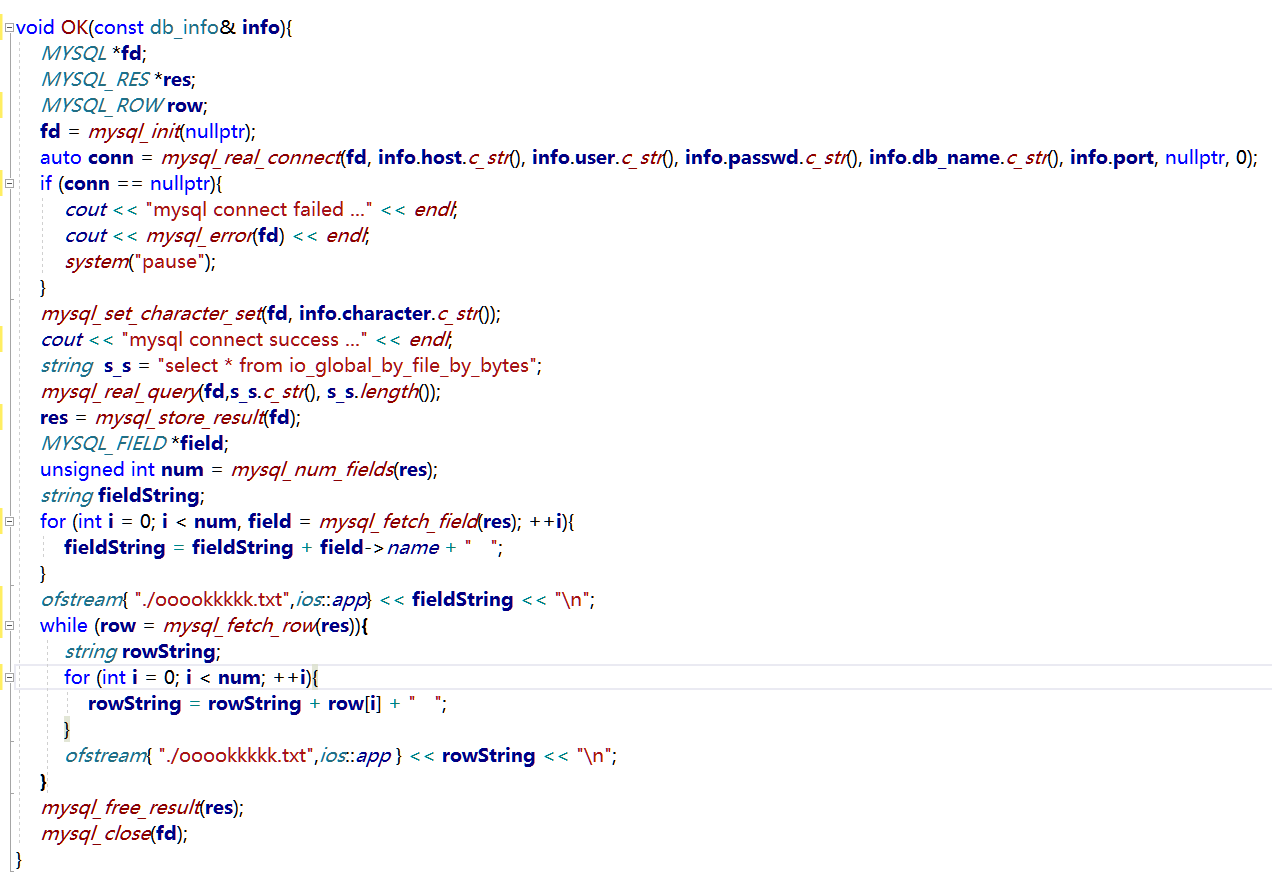 void OK(const db_info& info){
MYSQL *fd;
MYSQL_RES *res;
MYSQL_ROW row;
fd = mysql_init(nullptr);
auto conn = mysql_real_connect(fd, info.host.c_str(), info.user.c_str(), info.passwd.c_str(), info.db_name.c_str(), info.port, nullptr, 0);
if (conn == nullptr){
cout << "mysql connect failed ..." << endl;
cout << mysql_error(fd) << endl;
system("pause");
}
mysql_set_character_set(fd, info.character.c_str());
cout << "mysql connect success ..." << endl;
string  s_s = "select * from io_global_by_file_by_bytes";
mysql_real_query(fd,s_s.c_str(), s_s.length());
res = mysql_store_result(fd);
MYSQL_FIELD *field;
unsigned int num = mysql_num_fields(res);
string fieldString;
for (int i = 0; i < num, field = mysql_fetch_field(res); ++i){
fieldString = fieldString + field->name + "   ";
}
ofstream{ "./ooookkkkk.txt",ios::app} << fieldString << "\n";
while (row = mysql_fetch_row(res)){
string rowString;
for (int i = 0; i < num; ++i){
rowString = rowString + row[i] + "   ";
}
ofstream{ "./ooookkkkk.txt",ios::app } << rowString << "\n";
}
mysql_free_result(res);
mysql_close(fd);
}